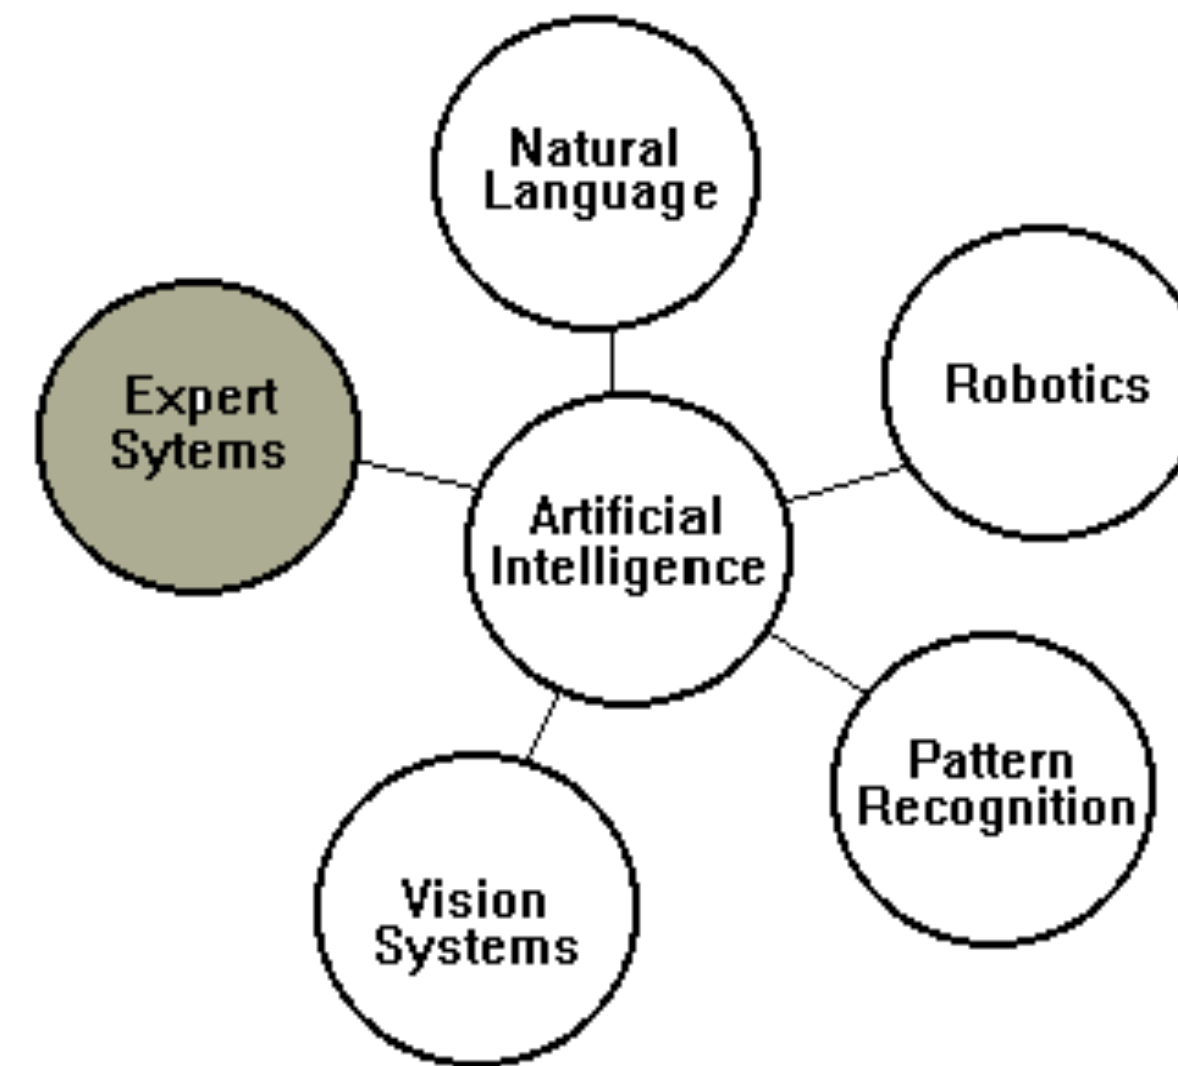 Natural
Language
Robotics
Expert
Sytems
Artificial
Intelligence
Pattern
Recognition
Vision
Systems